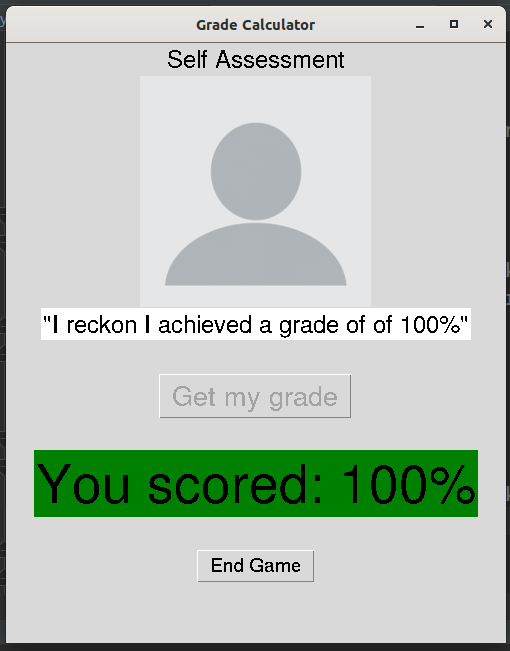 Grade Calculator
Self Assessment
"I reckon I achieved a grade of of 100%"
Get my grade
You scored: 100%
End Game